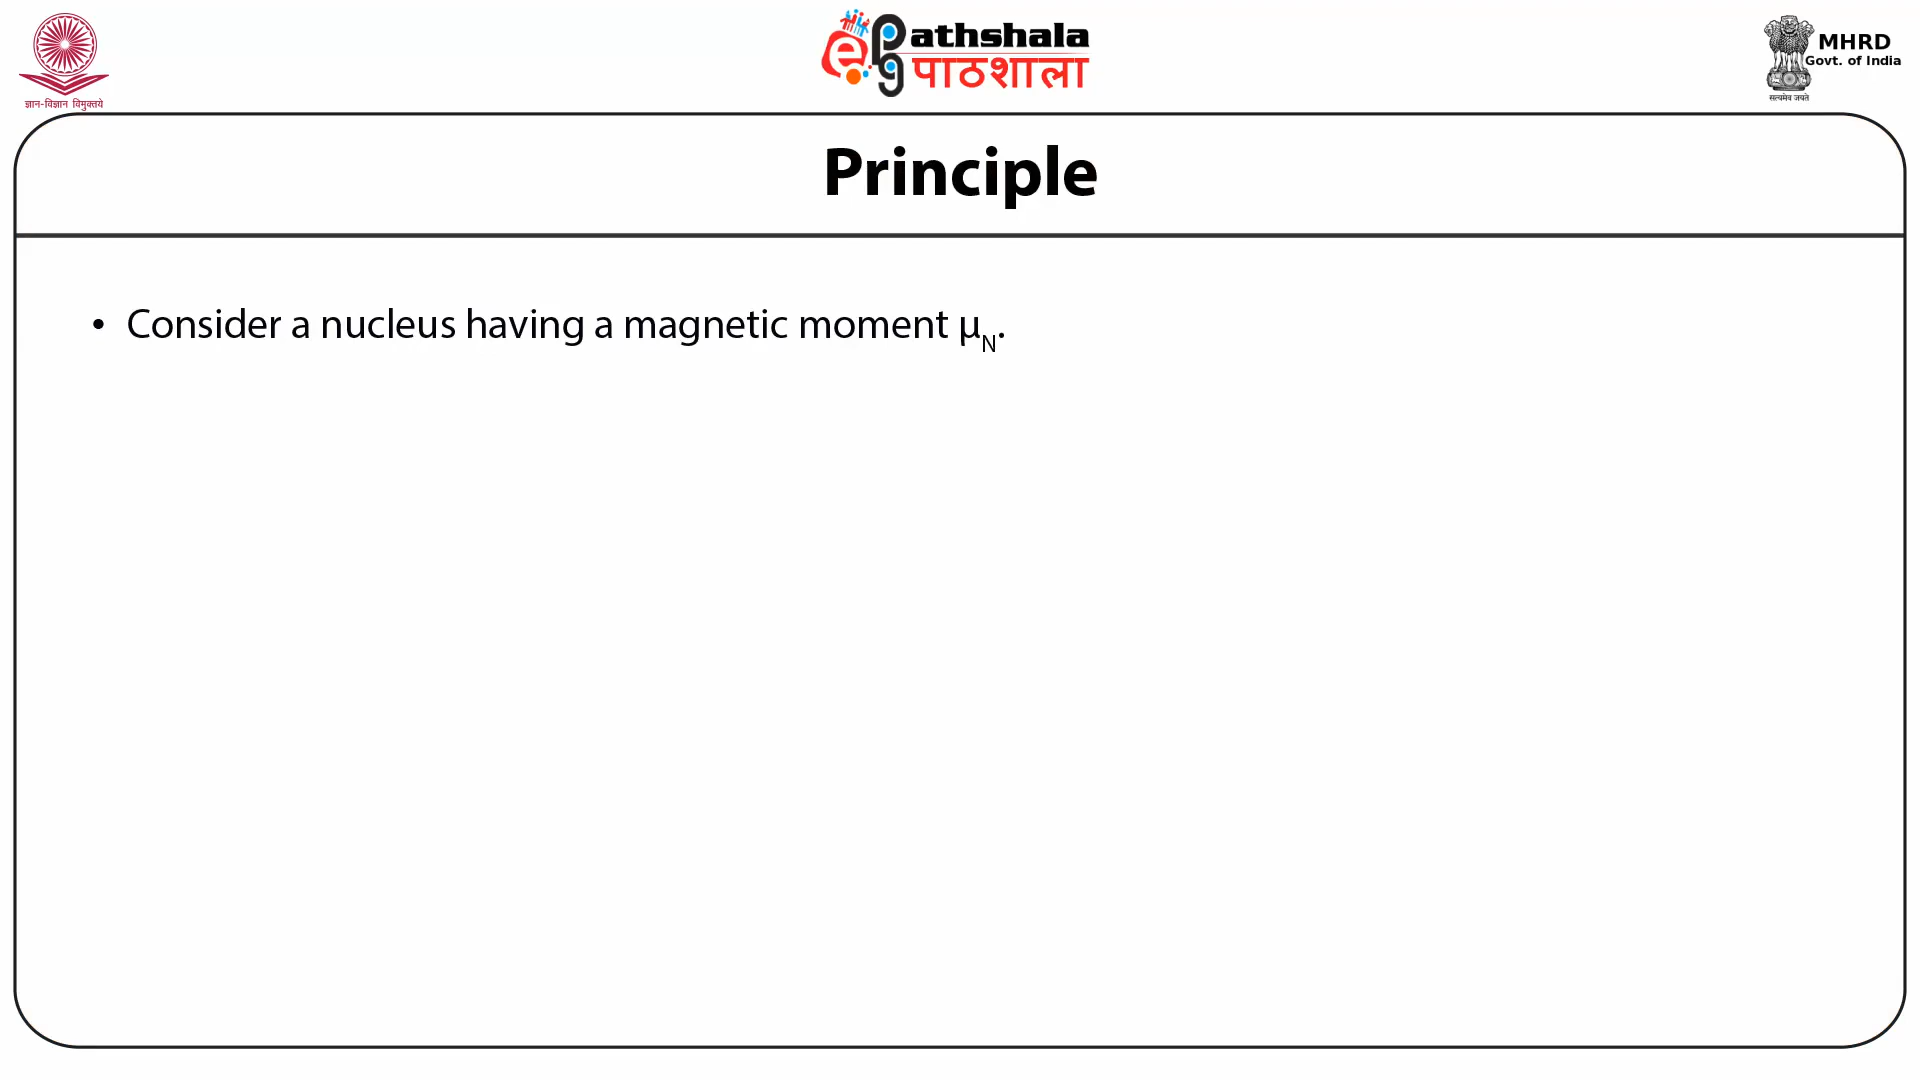 ज्ञान-विज्ञान विमुक्तये
ePathshala
पाठशाला
MHRD
Govt. of India
सत्यमेव जयते
Principle
• Consider a nucleus having a magnetic moment μN.